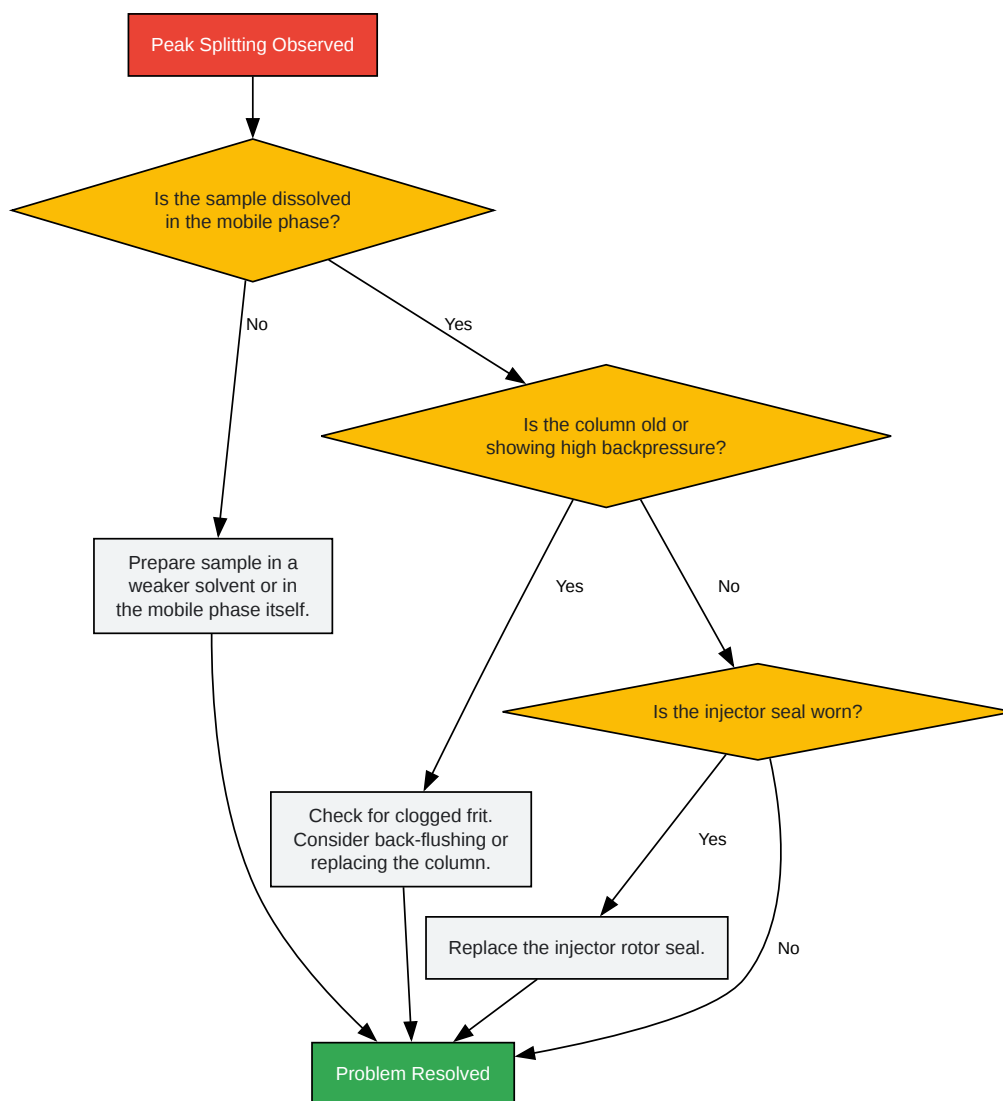 Peak Splitting Observed
Is the sample dissolved
in the mobile phase?
No
Yes
Is the column old or
showing high backpressure?
Prepare sample in a
weaker solvent or in
the mobile phase itself.
Yes
No
Is the injector seal worn?
Check for clogged frit.
Consider back-flushing or
replacing the column.
Yes
Replace the injector rotor seal.
No
Problem Resolved